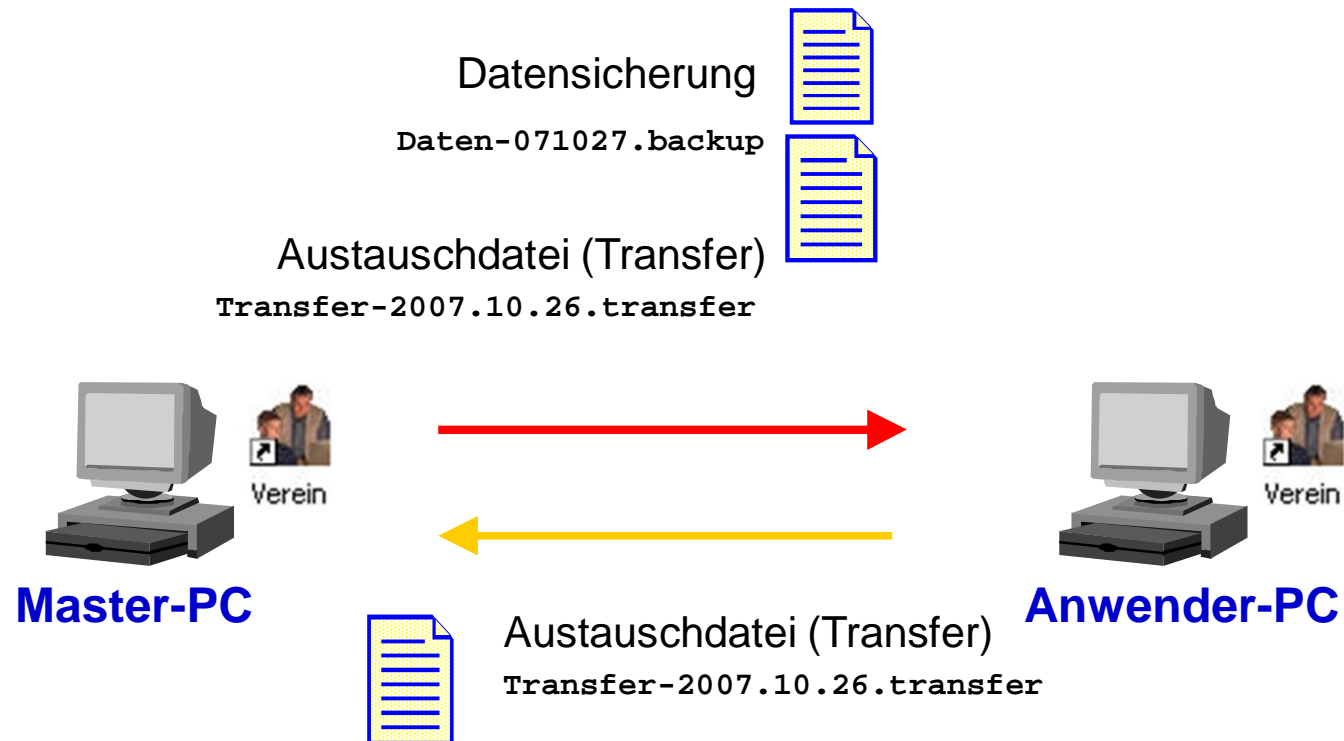 Datensicherung
Daten-071027.backup
Austauschdatei (Transfer)
Transfer-2007.10.26.transfer
Verein
Verein
Master-PC
Anwender-PC
Austauschdatei (Transfer)
Transfer-2007.10.26.transfer